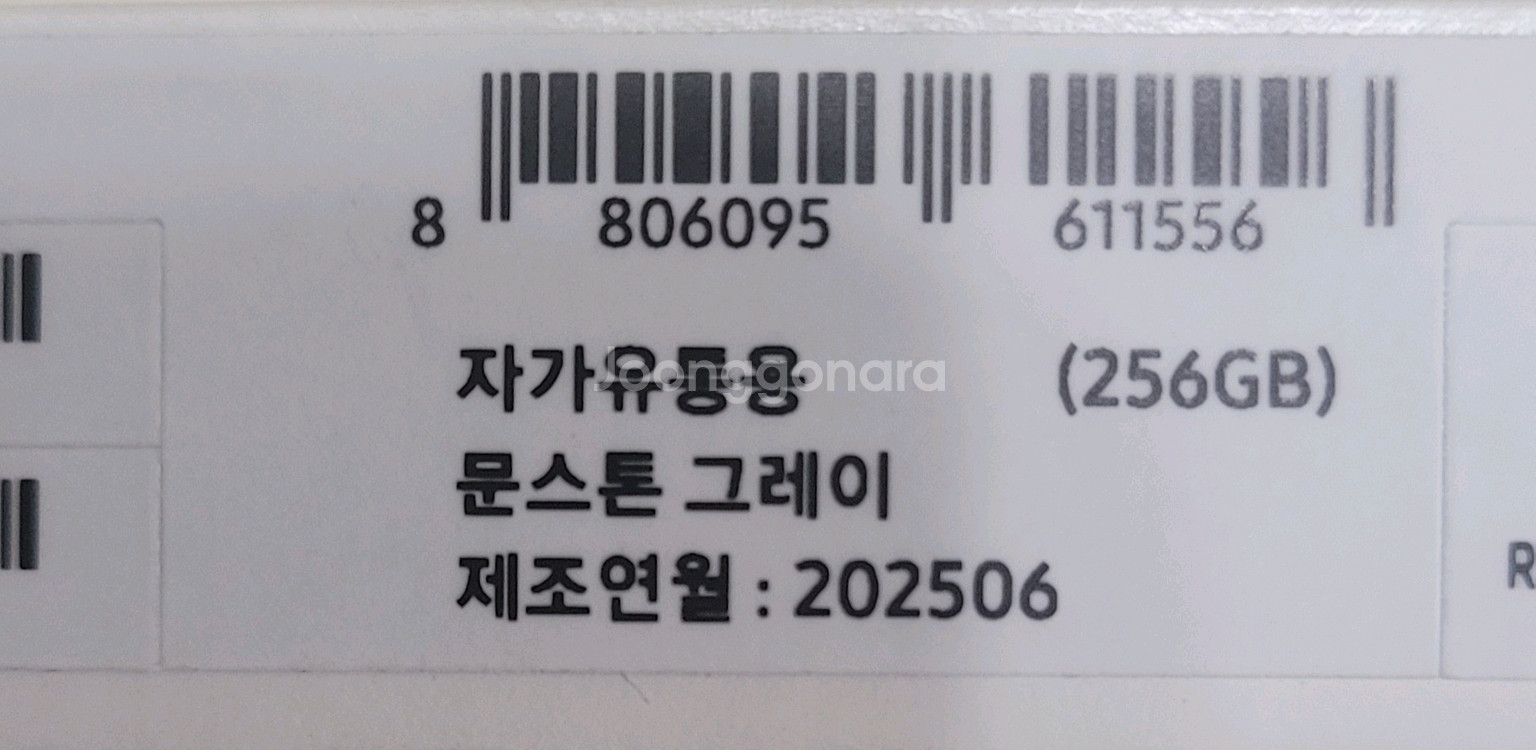 8 806095 611556
자가유통용 (256GB)
Joonggonara
문스톤 그레이
제조연월 : 202506
R